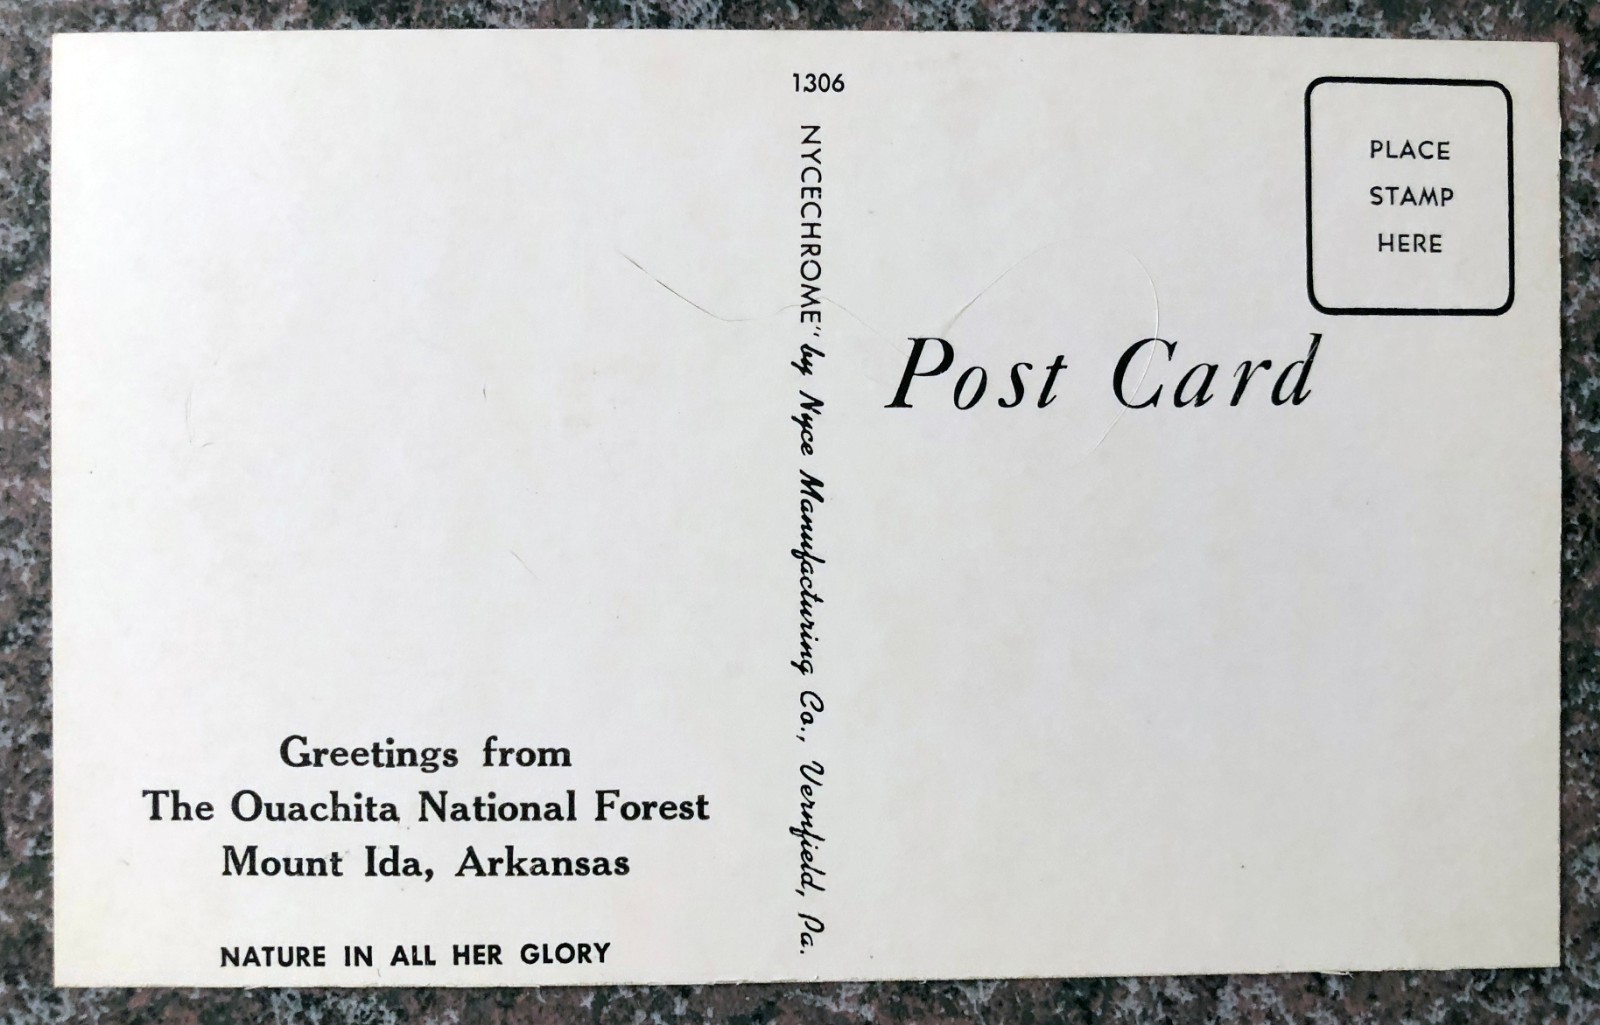 1306
NYCECHROME" by Nyce Manufacturing Co., Vernfield, Pa.
PLACE
STAMP
HERE
Post Card
Greetings from
The Ouachita National Forest
Mount Ida, Arkansas
NATURE IN ALL HER GLORY